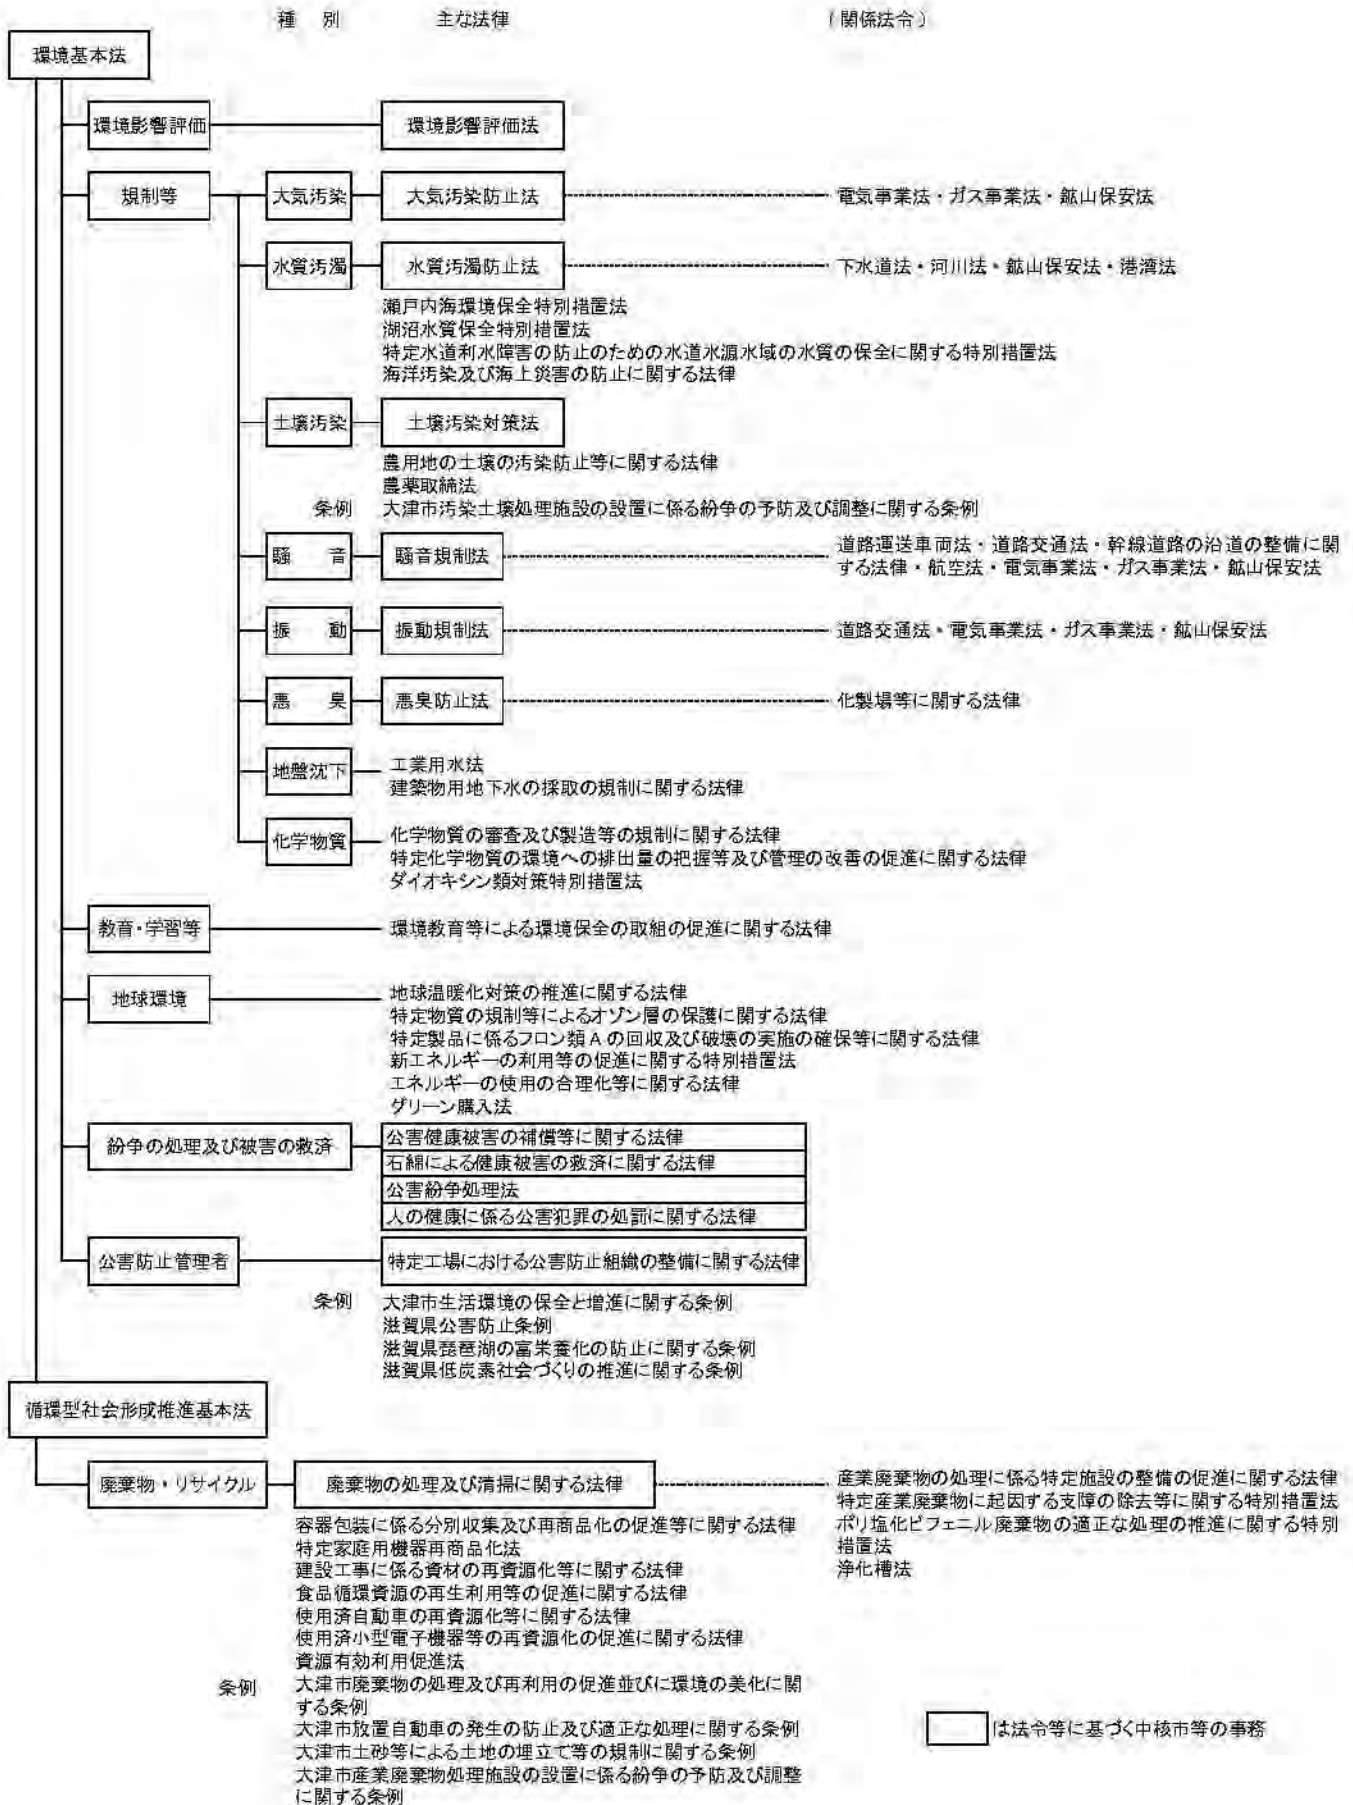 種 別 主な法律 (関係法令)
環境基本法
環境影響評価 環境影響評価法
規制等 大気汚染 大気汚染防止法 電気事業法・ガス事業法・鉱山保安法
水質汚濁 水質汚濁防止法 下水道法・河川法・鉱山保安法・港湾法
瀬戸内海環境保全特別措置法
湖沼水質保全特別措置法
特定水道利水障害の防止のための水道水源水域の水質の保全に関する特別措置法
海洋汚染及び海上災害の防止に関する法律
土壌汚染 土壌汚染対策法
農用地の土壌の汚染防止等に関する法律
農薬取締法
条例 大津市汚染土壌処理施設の設置に係る紛争の予防及び調整に関する条例
騒 音 騒音規制法 道路運送車両法・道路交通法・幹線道路の沿道の整備に関
する法律・航空法・電気事業法・ガス事業法・鉱山保安法
振 動 振動規制法 道路交通法・電気事業法・ガス事業法・鉱山保安法
悪 臭 悪臭防止法 化製場等に関する法律
地盤沈下 工業用水法
建築物用地下水の採取の規制に関する法律
化学物質 化学物質の審査及び製造等の規制に関する法律
特定化学物質の環境への排出量の把握等及び管理の改善の促進に関する法律
ダイオキシン類対策特別措置法
教育・学習等 環境教育等による環境保全の取組の促進に関する法律
地球環境 地球温暖化対策の推進に関する法律
特定物質の規制等によるオゾン層の保護に関する法律
特定製品に係るフロン類Aの回収及び破壊の実施の確保等に関する法律
新エネルギーの利用等の促進に関する特別措置法
エネルギーの使用の合理化等に関する法律
グリーン購入法
紛争の処理及び被害の救済 公害健康被害の補償等に関する法律
石綿による健康被害の救済に関する法律
公害紛争処理法
人の健康に係る公害犯罪の処罰に関する法律
公害防止管理者 特定工場における公害防止組織の整備に関する法律
条例 大津市生活環境の保全と増進に関する条例
滋賀県公害防止条例
滋賀県琵琶湖の富栄養化の防止に関する条例
滋賀県低炭素社会づくりの推進に関する条例
循環型社会形成推進基本法
廃棄物・リサイクル 廃棄物の処理及び清掃に関する法律 産業廃棄物の処理に係る特定施設の整備の促進に関する法律
特定産業廃棄物に起因する支障の除去等に関する特別措置法
ポリ塩化ビフェニル廃棄物の適正な処理の推進に関する特別
措置法
浄化槽法
容器包装に係る分別収集及び再商品化の促進等に関する法律
特定家庭用機器再商品化法
建設工事に係る資材の再資源化等に関する法律
食品循環資源の再生利用等の促進に関する法律
使用済自動車の再資源化等に関する法律
使用済小型電子機器等の再資源化の促進に関する法律
資源有効利用促進法
条例 大津市廃棄物の処理及び再利用の促進並びに環境の美化に関
する条例
大津市放置自動車の発生の防止及び適正な処理に関する条例
大津市土砂等による土地の埋立て等の規制に関する条例
大津市産業廃棄物処理施設の設置に係る紛争の予防及び調整
に関する条例
は法令等に基づく中核市等の事務